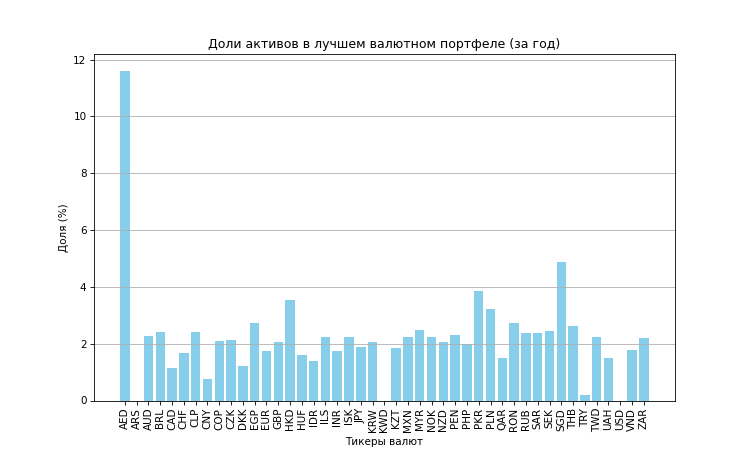 Доли активов в лучшем валютном портфеле (за год)
Доля (%)
12
10
8
6
4
2
0
AED ARS AUD BRL CAD CHF CLP CNY COP CZK DKK EGP EUR GBP HKD HUF IDR ILS INR ISK JPY KRW KWD KZT MXN MYR NOK NZD PEN PHP PKR PLN QAR RON RUB SAR SEK SGD THB TRY TWD UAH USD VND ZAR
Тикеры валют